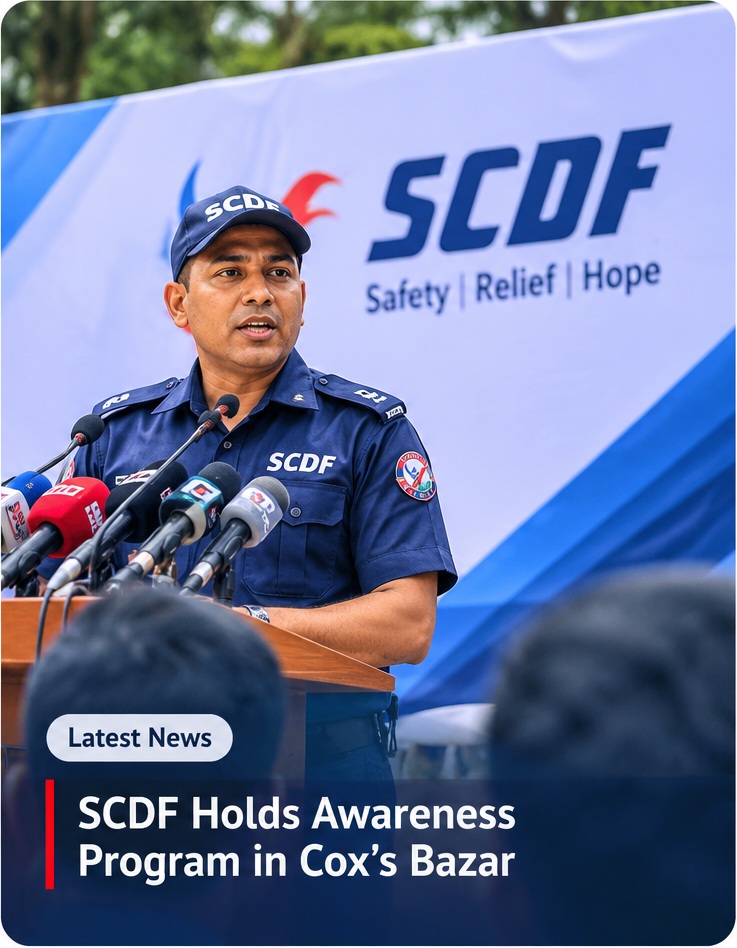 SCDF
Safety | Relief | Hope
SCDF
SCDF
Latest News
SCDF Holds Awareness
Program in Cox's Bazar